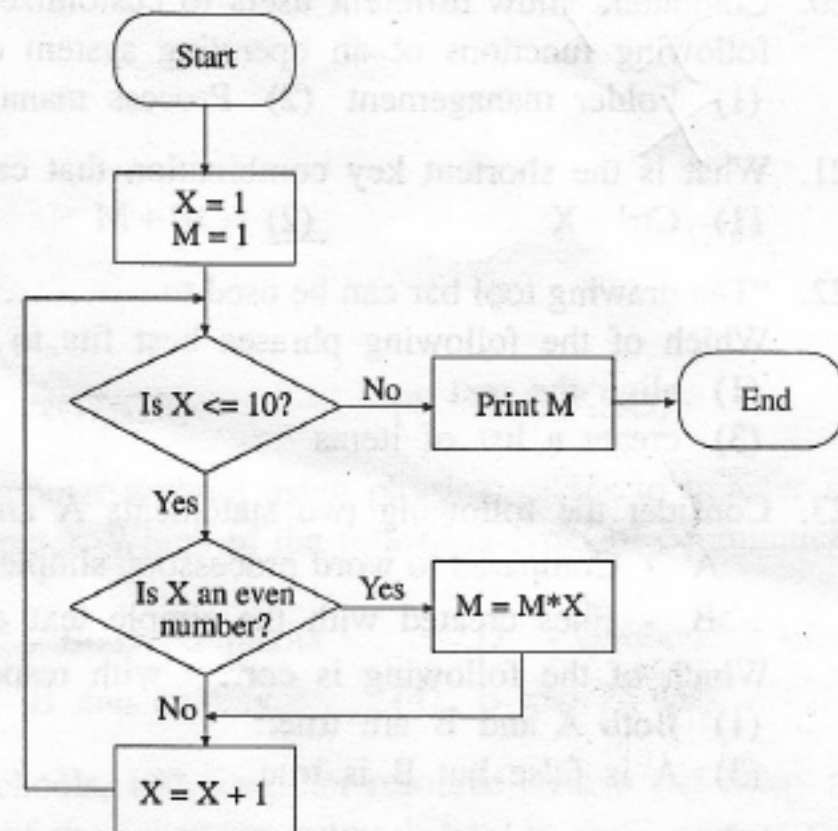 Start
X = 1
M = 1
Is X <= 10?
No
Print M
End
Yes
Is X an even
number?
Yes
M = M*X
No
X = X + 1